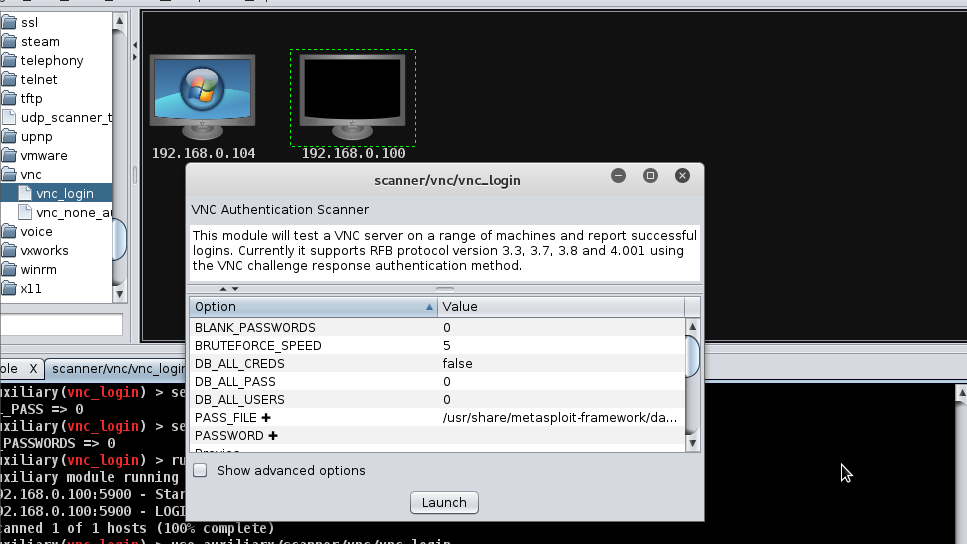 ssl
steam
telephony
telnet
tftp
udp_scanner_t
upnp
vmware
vnc
vnc_login
vnc_none_au
voice
vxworks
winrm
x11
192.168.0.104
192.168.0.100
scanner/vnc/vnc_login
VNC Authentication Scanner
This module will test a VNC server on a range of machines and report successful
logins. Currently it supports RFB protocol version 3.3, 3.7, 3.8 and 4.001 using
the VNC challenge response authentication method.
Option Value
BLANK_PASSWORDS 0
BRUTEFORCE_SPEED 5
DB_ALL_CREDS false
DB_ALL_PASS 0
DB_ALL_USERS 0
PASS_FILE + /usr/share/metasploit-framework/da...
PASSWORD +
Show advanced options
Launch
ole X scanner/vnc/vnc_login
uxiliary(vnc_login) > se
L_PASS => 0
uxiliary(vnc_login) > se
_PASSWORDS => 0
uxiliary(vnc_login) > ru
uxiliary module running
92.168.0.100:5900 - Star
92.168.0.100:5900 - LOGI
canned 1 of 1 hosts (100% complete)
uxiliary(vnc_login) > use auxiliary/scanner/vnc/vnc_login